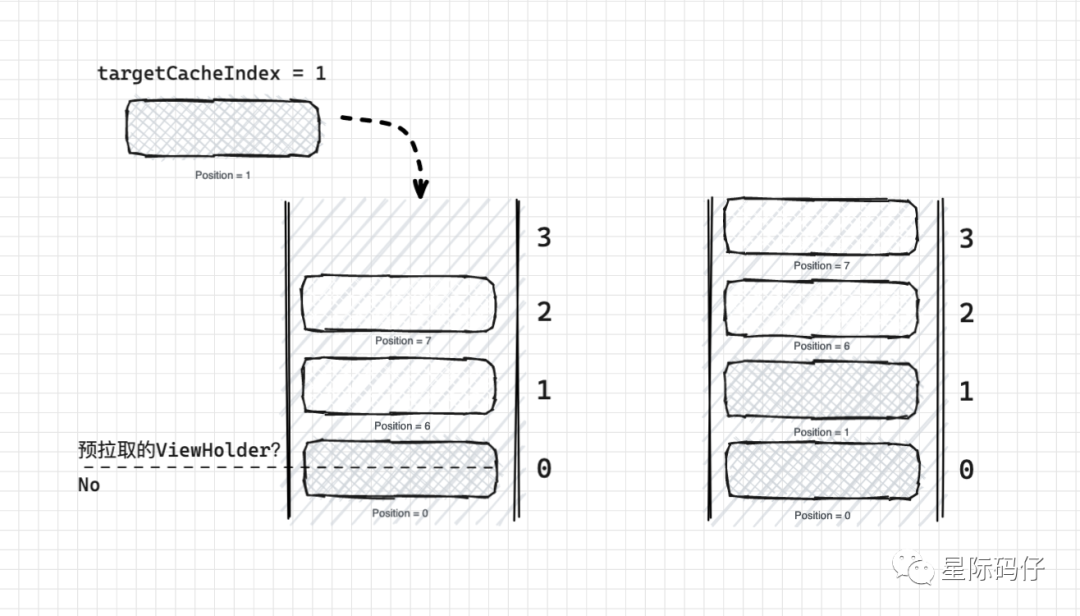 targetCacheIndex = 1
Position = 1
3
2
Position = 7
1
Position = 6
预拉取的ViewHolder?
No
0
Position = 0
3
Position = 7
2
Position = 6
1
Position = 1
0
Position = 0
星际码仔